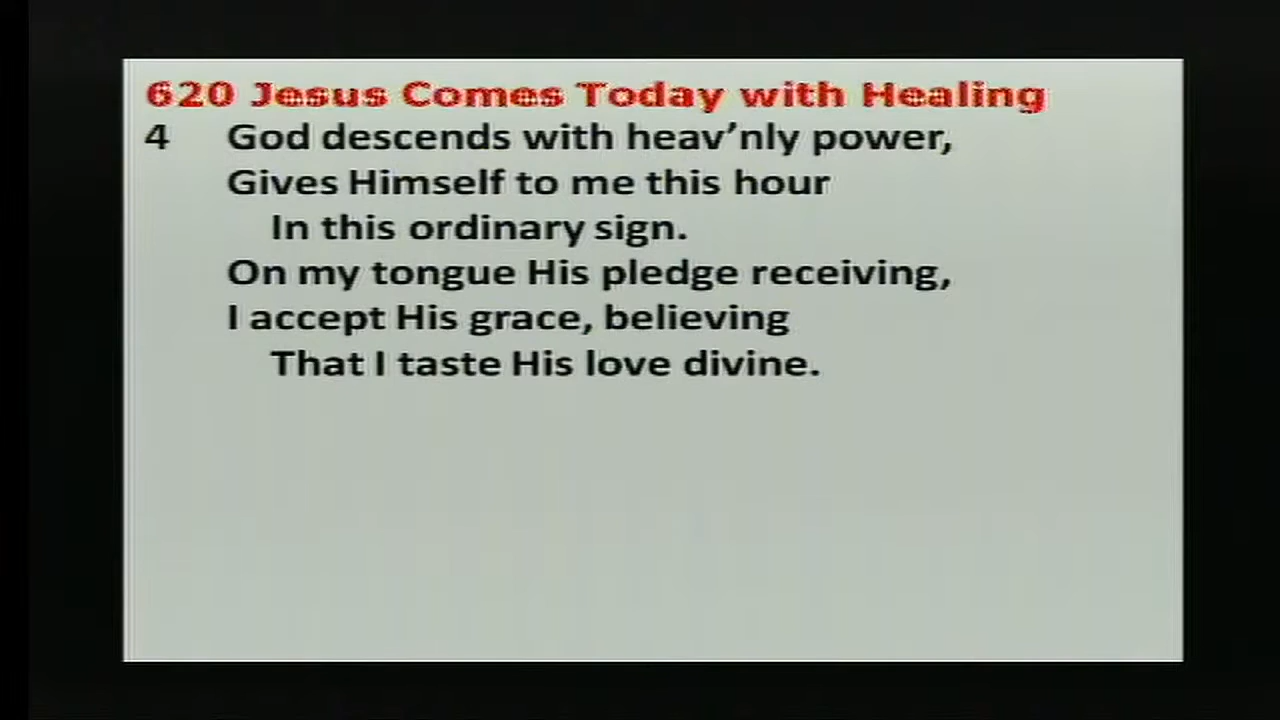 620 Jesus Comes Today with Healing
4 God descends with heav’nly power,
Gives Himself to me this hour
In this ordinary sign.
On my tongue His pledge receiving,
I accept His grace, believing
That I taste His love divine.